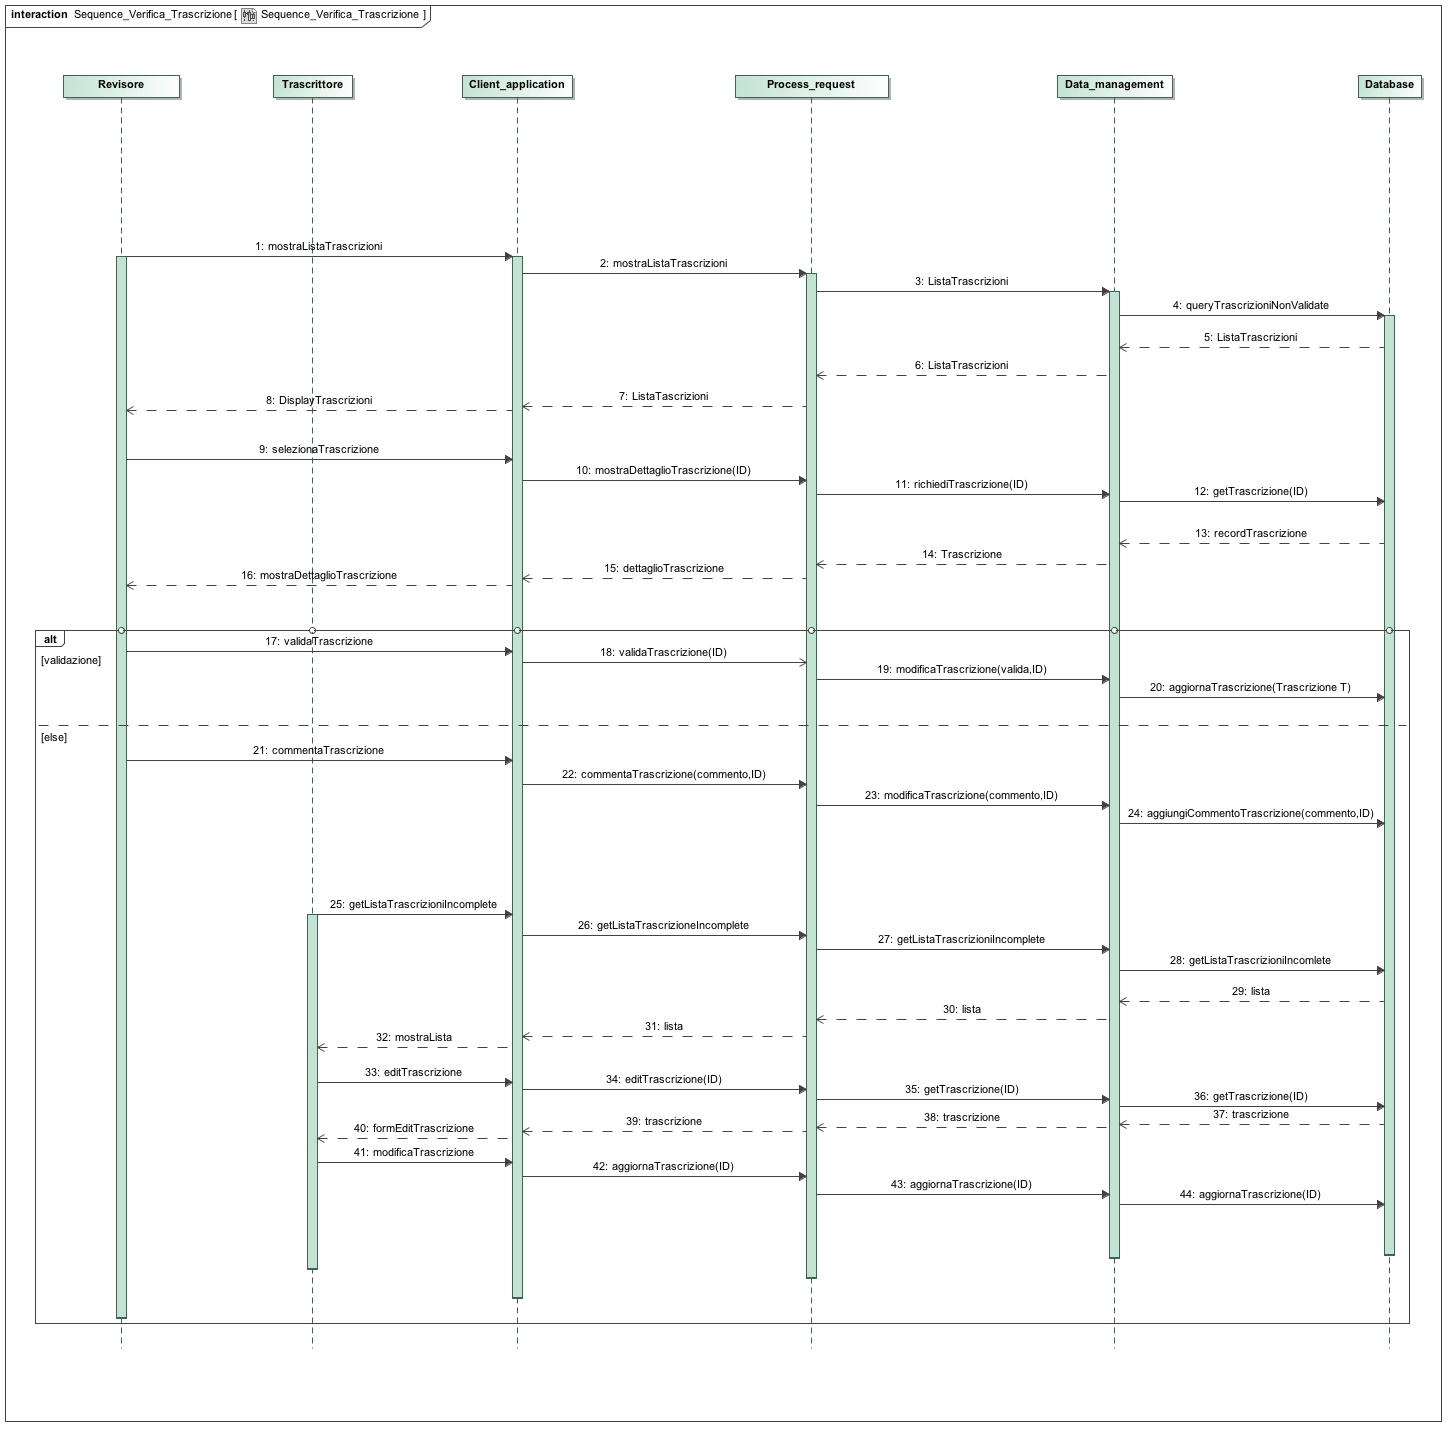 interaction Sequence_Verifica_Trascrizione [ Sequence_Verifica_Trascrizione ]
Revisore
Trascrittore
Client_application
Process_request
Data_management
Database
1: mostraListaTrascrizioni
2: mostraListaTrascrizioni
3: ListaTrascrizioni
4: queryTrascrizioniNonValidate
5: ListaTrascrizioni
6: ListaTrascrizioni
7: ListaTascrizioni
8: DisplayTrascrizioni
9: selezionaTrascrizione
10: mostraDettaglioTrascrizione(ID)
11: richiediTrascrizione(ID)
12: getTrascrizione(ID)
13: recordTrascrizione
14: Trascrizione
15: dettaglioTrascrizione
16: mostraDettaglioTrascrizione
alt
17: validaTrascrizione
[validazione]
18: validaTrascrizione(ID)
19: modificaTrascrizione(valida,ID)
20: aggiornaTrascrizione(Trascrizione T)
[else]
21: commentaTrascrizione
22: commentaTrascrizione(commento,ID)
23: modificaTrascrizione(commento,ID)
24: aggiungiCommentoTrascrizione(commento,ID)
25: getListaTrascrizioniIncomplete
26: getListaTrascrizioneIncomplete
27: getListaTrascrizioniIncomplete
28: getListaTrascrizioniIncomlete
29: lista
30: lista
31: lista
32: mostraLista
33: editTrascrizione
34: editTrascrizione(ID)
35: getTrascrizione(ID)
36: getTrascrizione(ID)
37: trascrizione
38: trascrizione
39: trascrizione
40: formEditTrascrizione
41: modificaTrascrizione
42: aggiornaTrascrizione(ID)
43: aggiornaTrascrizione(ID)
44: aggiornaTrascrizione(ID)